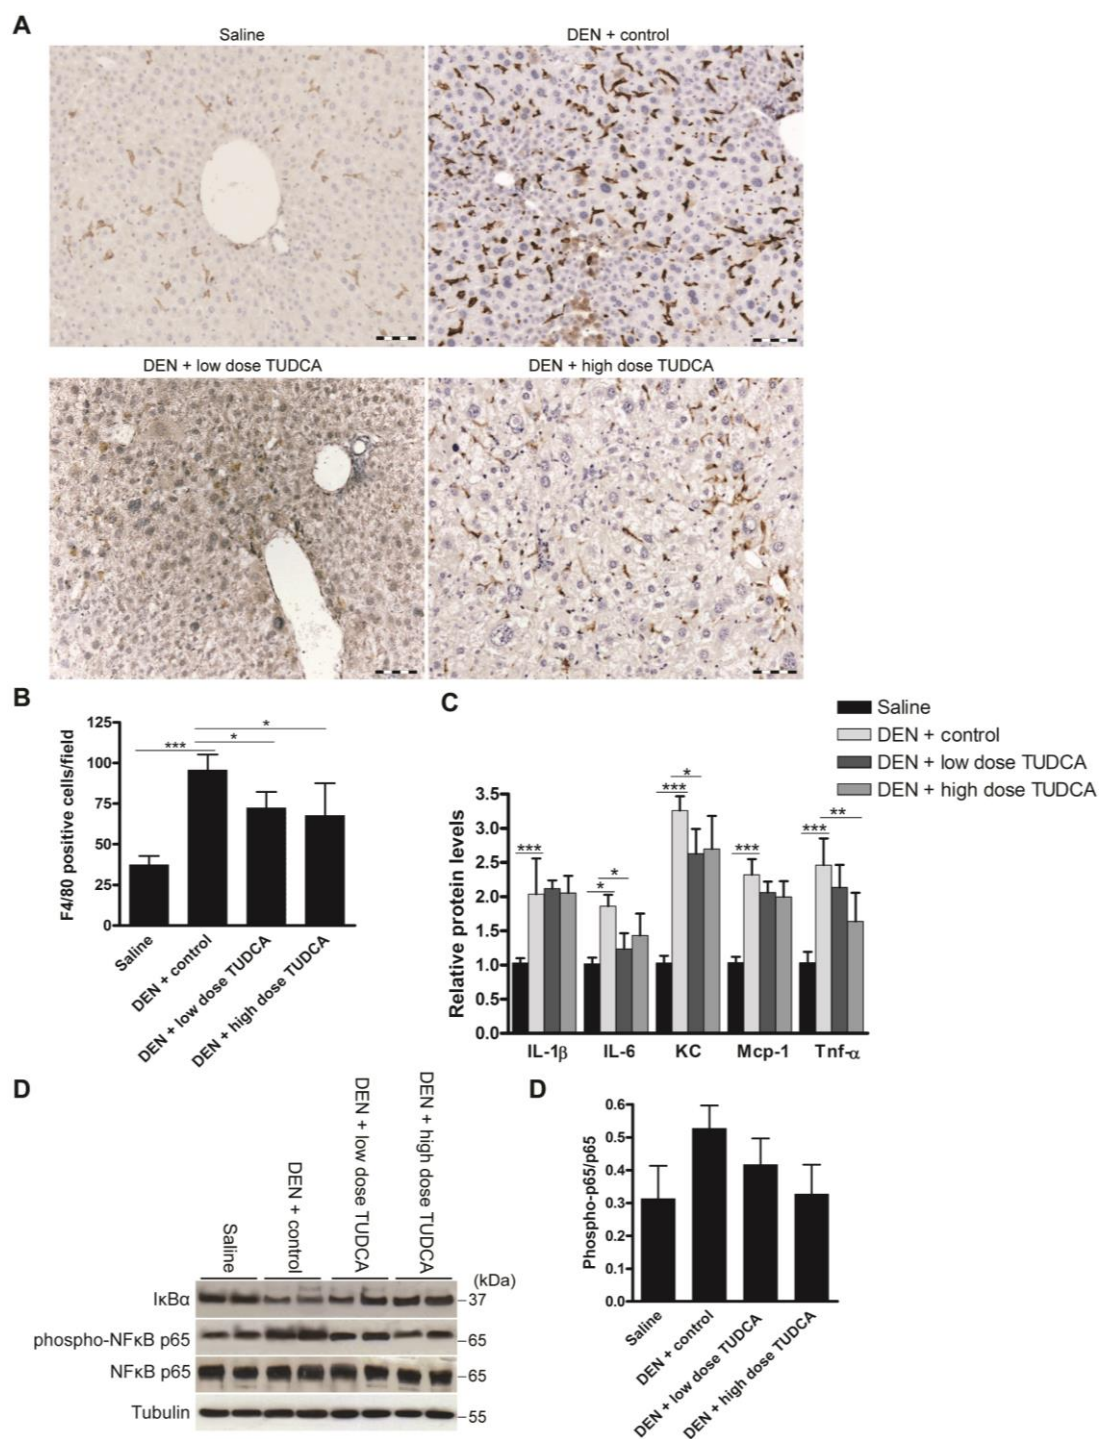 A
Saline
DEN + control
DEN + low dose TUDCA
DEN + high dose TUDCA
B
F4/80 positive cells/field
125
100
75
50
25
0
***
*
*
Saline
DEN + control
DEN + low dose TUDCA
DEN + high dose TUDCA
C
Saline
DEN + control
DEN + low dose TUDCA
DEN + high dose TUDCA
Relative protein levels
3.5
3.0
2.5
2.0
1.5
1.0
0.5
0.0
***
*
*
***
*
***
***
**
IL-1β
IL-6
KC
Mcp-1
Tnf-α
D
Saline
DEN + control
DEN + low dose TUDCA
DEN + high dose TUDCA
(kDa)
IκBα
37
phospho-NFκB p65
65
NFκB p65
65
Tubulin
55
D
Phospho-p65/p65
0.6
0.5
0.4
0.3
0.2
0.1
0.0
Saline
DEN + control
DEN + low dose TUDCA
DEN + high dose TUDCA